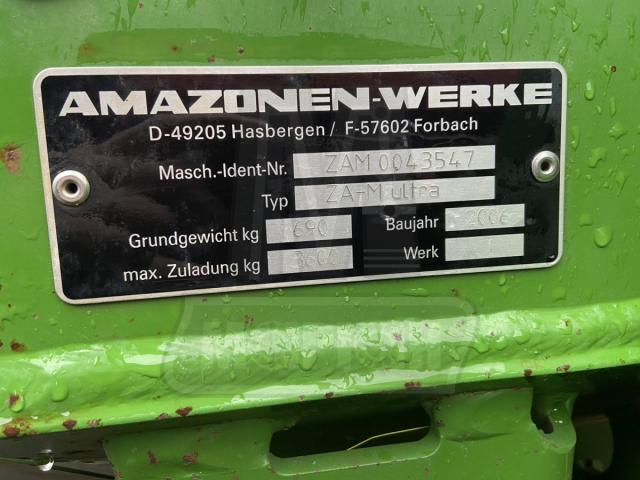 AMAZONEN-WERKE
D-49205 Hasbergen / F-57602 Forbach
Masch.-Ident-Nr. ZAM 0043547
Typ ZA-M ultra
Grundgewicht kg 690 Baujahr 2006
max. Zuladung kg 3600 Werk 1